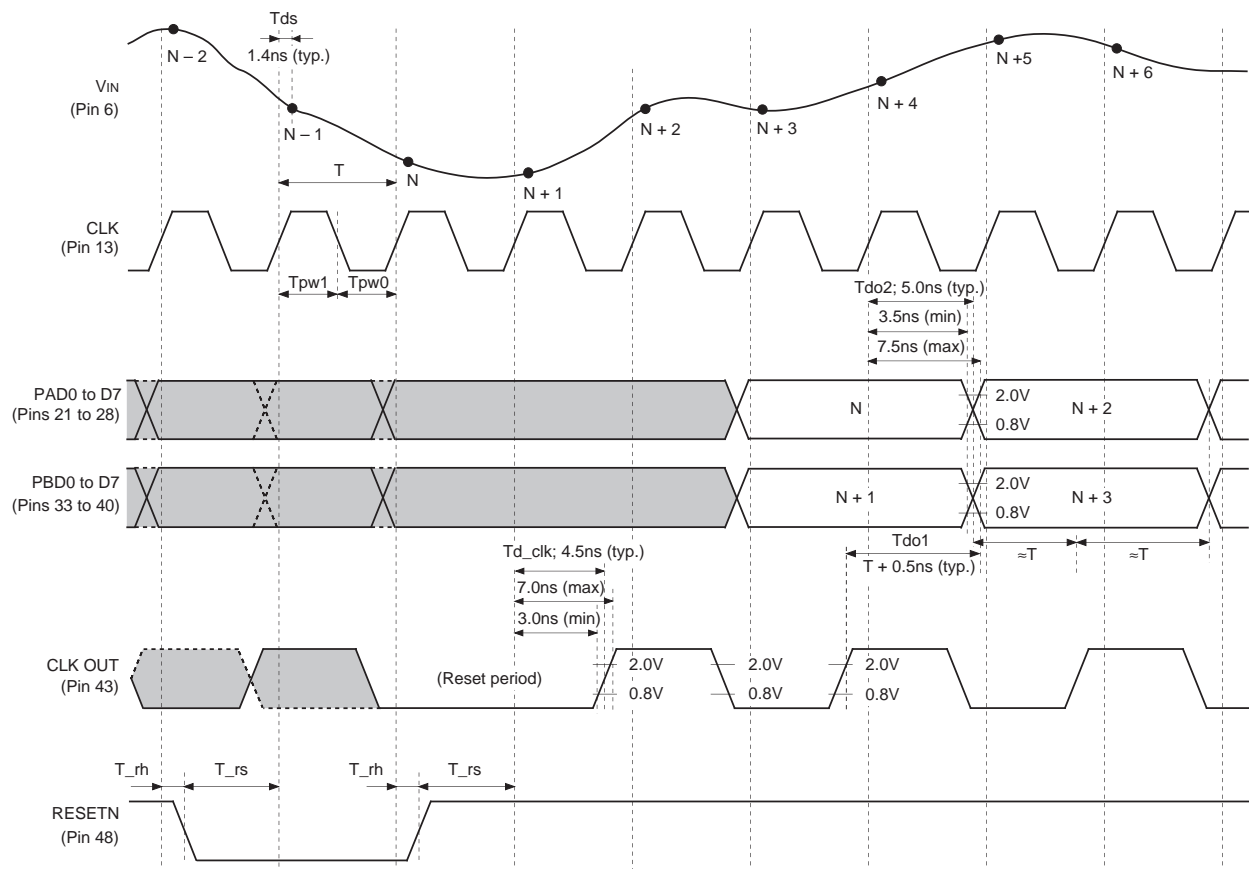 Tds
1.4ns (typ.)
N – 2
N – 1
N
N + 1
N + 2
N + 3
N + 4
N +5
N + 6
VIN
(Pin 6)
T
CLK
(Pin 13)
Tpw1
Tpw0
Tdo2; 5.0ns (typ.)
3.5ns (min)
7.5ns (max)
PAD0 to D7
(Pins 21 to 28)
N
2.0V
0.8V
N + 2
PBD0 to D7
(Pins 33 to 40)
N + 1
2.0V
0.8V
N + 3
Tdo1
T + 0.5ns (typ.)
≈T
≈T
Td_clk; 4.5ns (typ.)
7.0ns (max)
3.0ns (min)
CLK OUT
(Pin 43)
(Reset period)
2.0V
0.8V
2.0V
0.8V
2.0V
0.8V
T_rh
T_rs
T_rh
T_rs
RESETN
(Pin 48)